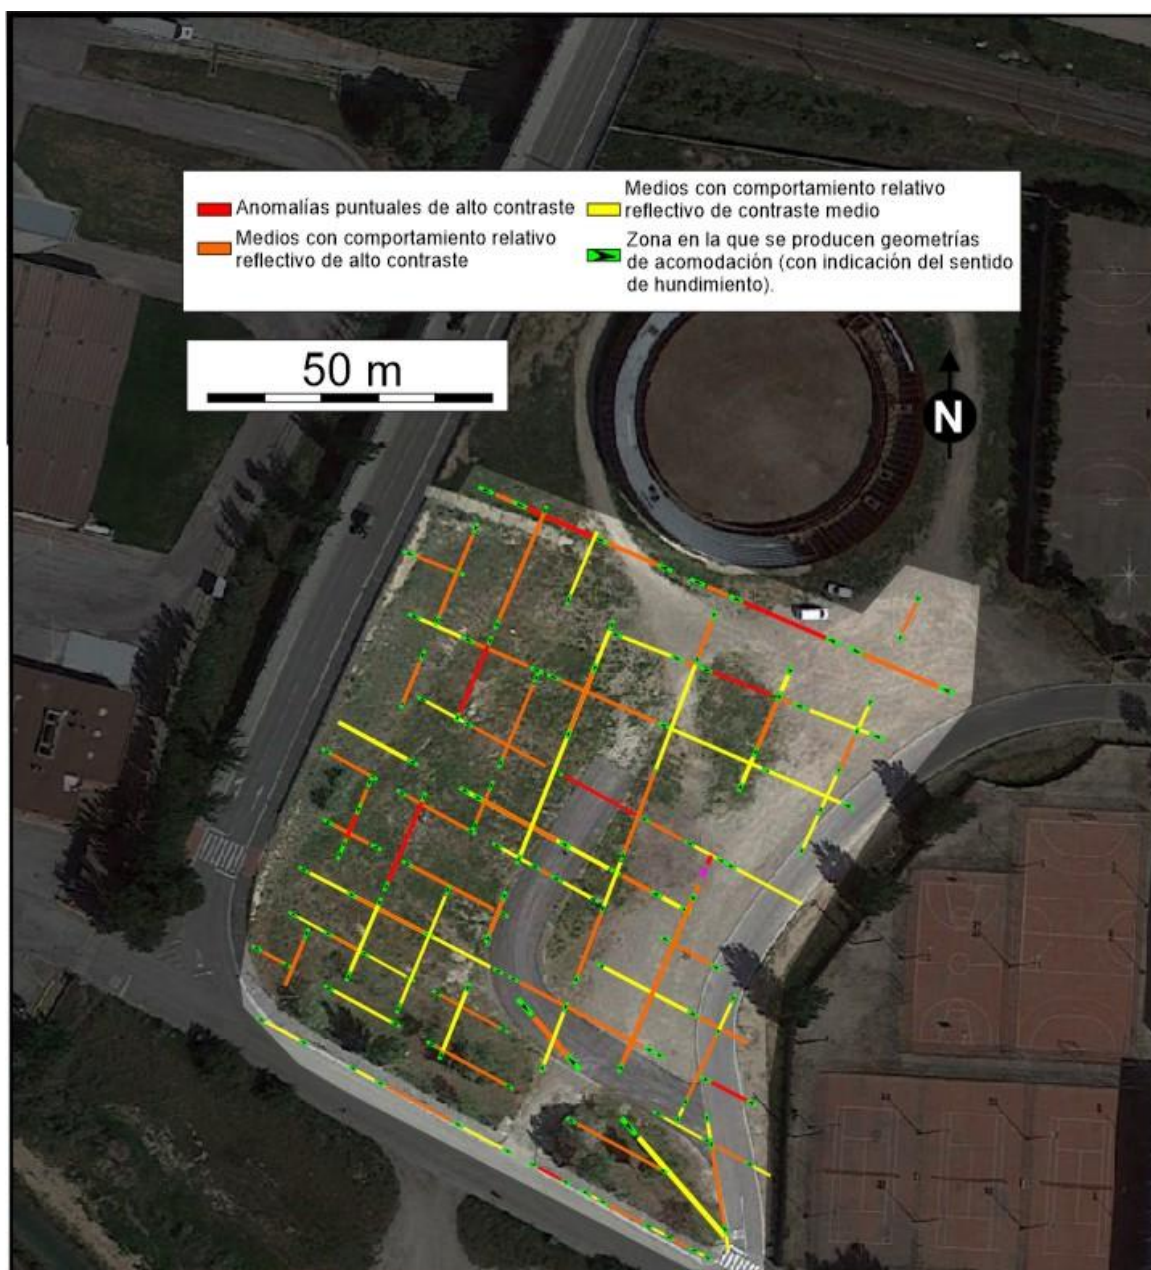 Anomalías puntuales de alto contraste
Medios con comportamiento relativo
reflectivo de alto contraste
Medios con comportamiento relativo
reflectivo de contraste medio
Zona en la que se producen geometrías
de acomodación (con indicación del sentido
de hundimiento).
50 m
N